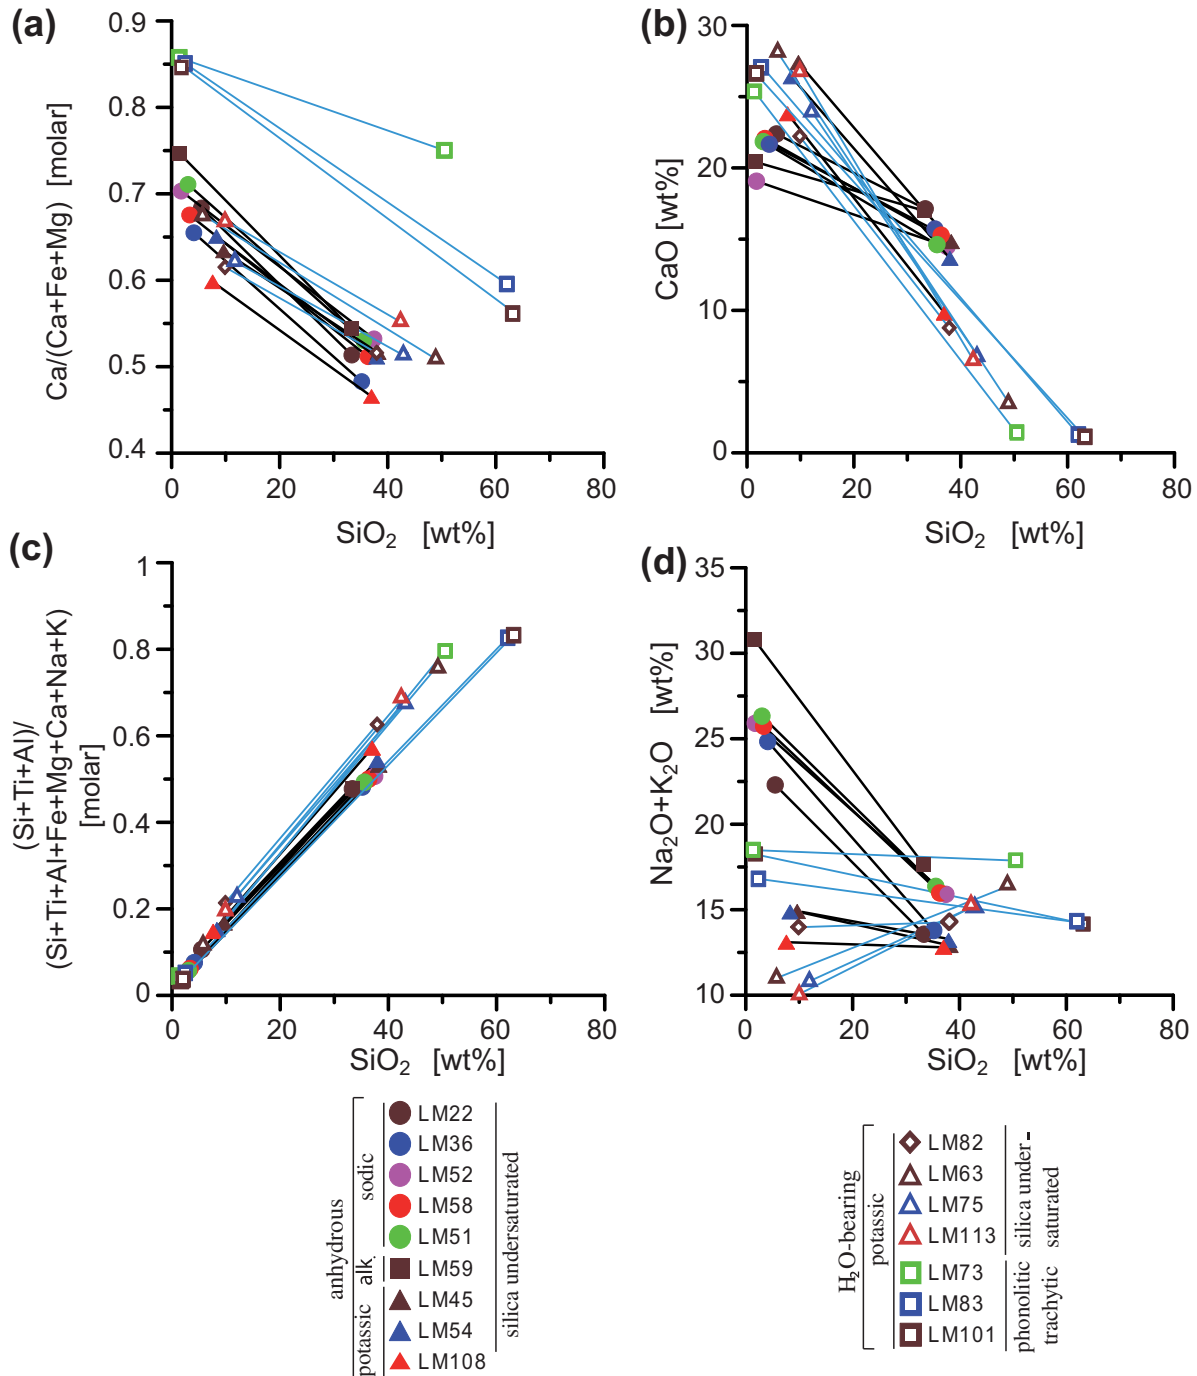 (a)
0.9
0.8
0.7
0.6
0.5
0.4
Ca/(Ca+Fe+Mg) [molar]
0 20 40 60 80
SiO₂ [wt%]
(b)
30
20
10
0
CaO [wt%]
0 20 40 60 80
SiO₂ [wt%]
(c)
1
0.8
0.6
0.4
0.2
0
(Si+Ti+Al)/
(Si+Ti+Al+Fe+Mg+Ca+Na+K)
[molar]
0 20 40 60 80
SiO₂ [wt%]
(d)
35
30
25
20
15
10
Na₂O+K₂O [wt%]
0 20 40 60 80
SiO₂ [wt%]
anhydrous
sodic
alk.
potassic
LM22
LM36
LM52
LM58
LM51
LM59
LM45
LM54
LM108
silica undersaturated
H₂O-bearing
potassic
LM82
LM63
LM75
LM113
LM73
LM83
LM101
silica under-
saturated
phonolitic
trachytic